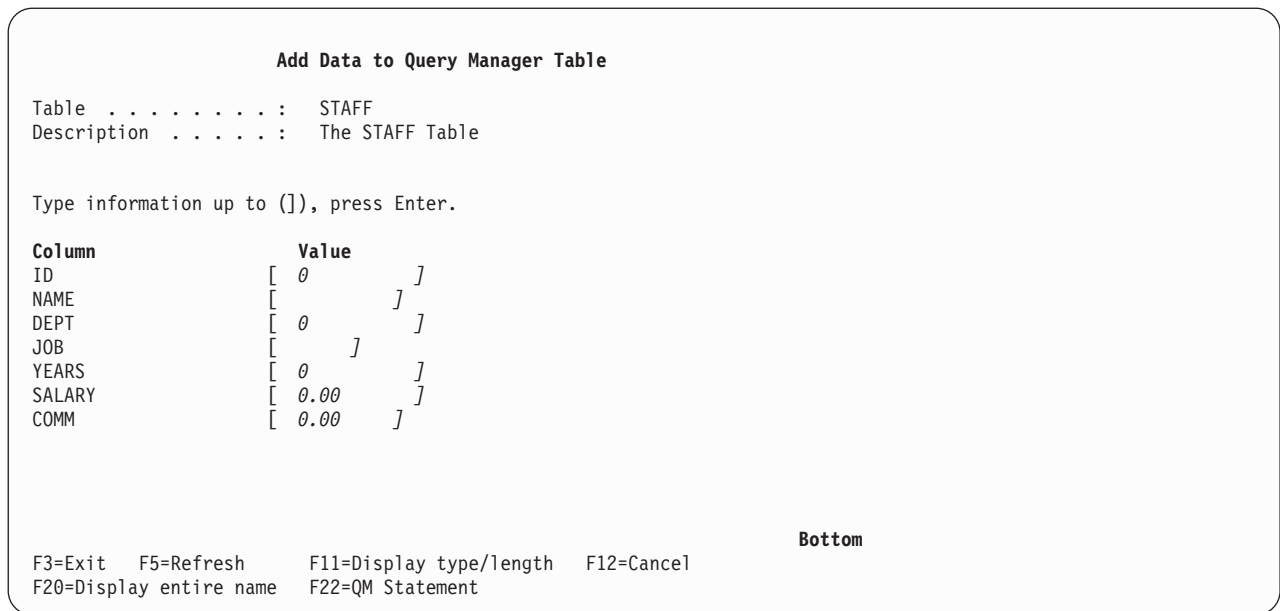 Add Data to Query Manager Table
Table . . . . . . . . : STAFF
Description . . . . . : The STAFF Table
Type information up to (]), press Enter.
Column Value
ID [ 0 ]
NAME [ ]
DEPT [ 0 ]
JOB [ ]
YEARS [ 0 ]
SALARY [ 0.00 ]
COMM [ 0.00 ]
Bottom
F3=Exit F5=Refresh F11=Display type/length F12=Cancel
F20=Display entire name F22=QM Statement